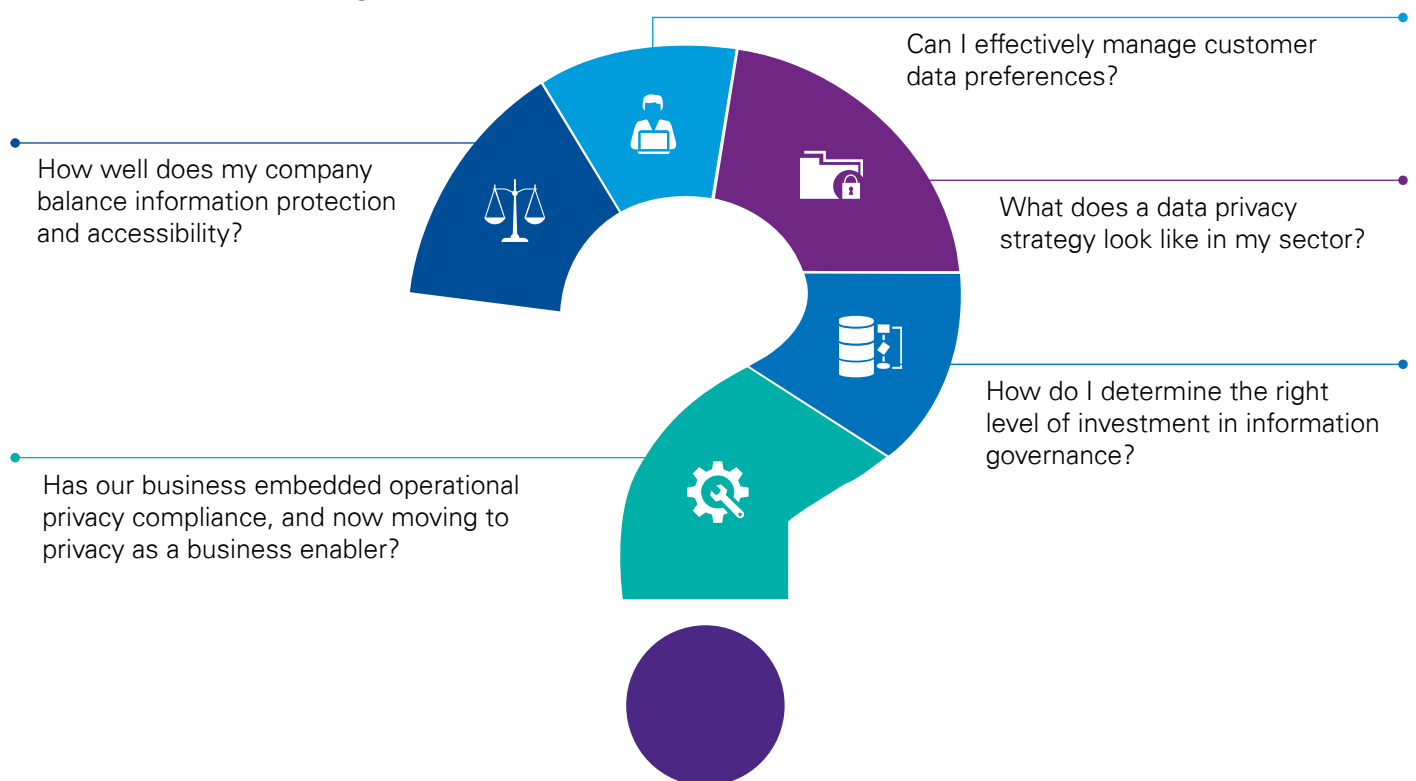 Can I effectively manage customer
data preferences?
How well does my company
balance information protection
and accessibility?
What does a data privacy
strategy look like in my sector?
How do I determine the right
level of investment in information
governance?
Has our business embedded operational
privacy compliance, and now moving to
privacy as a business enabler?